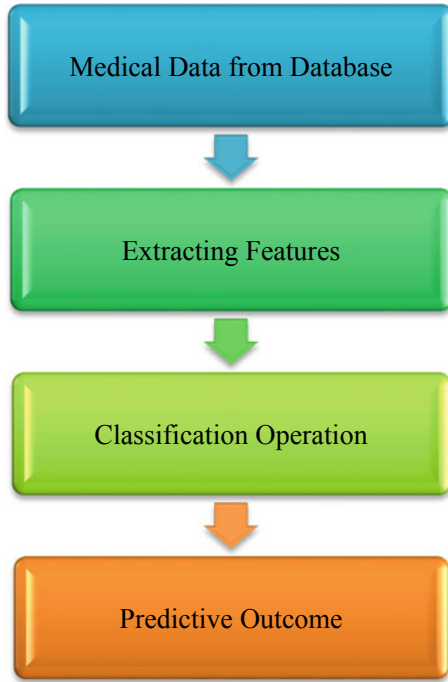 Medical Data from Database
Extracting Features
Classification Operation
Predictive Outcome